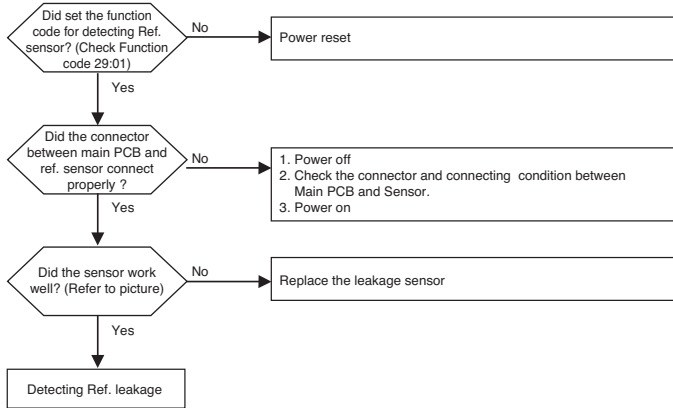 Did set the function
code for detecting Ref.
sensor? (Check Function
code 29:01)
No
Power reset
Yes
Did the connector
between main PCB and
ref. sensor connect
properly ?
No
1. Power off
2. Check the connector and connecting condition between
Main PCB and Sensor.
3. Power on
Yes
Did the sensor work
well? (Refer to picture)
No
Replace the leakage sensor
Yes
Detecting Ref. leakage